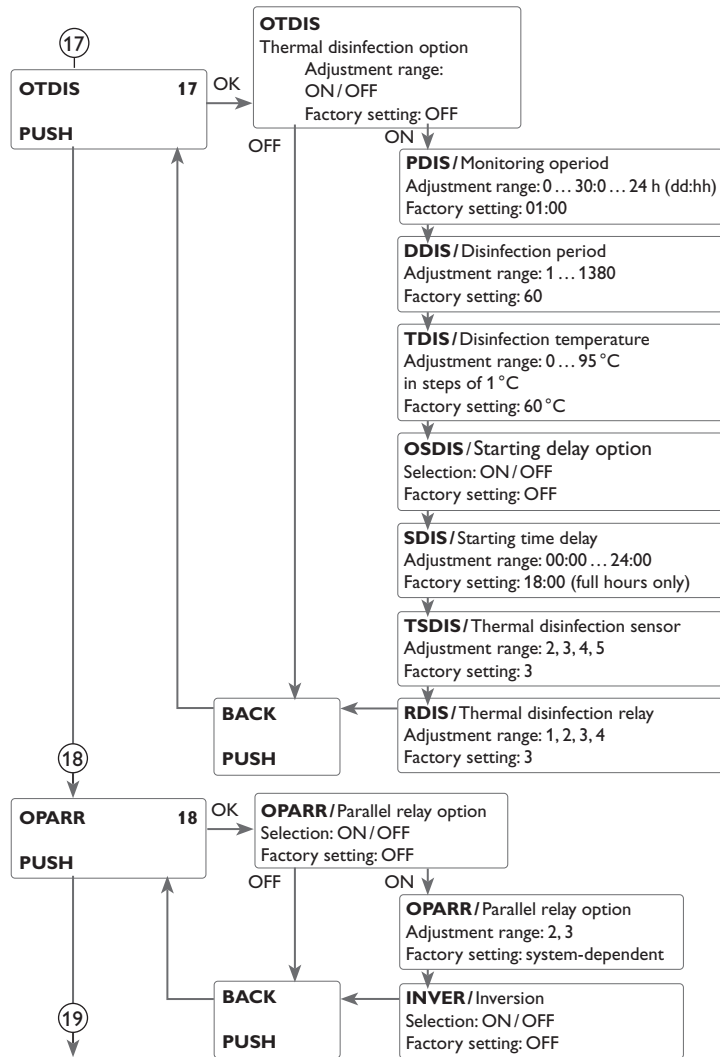 17
OTDIS 17
PUSH
OK
OTDIS
Thermal disinfection option
Adjustment range:
ON / OFF
Factory setting: OFF
OFF
ON
PDIS / Monitoring operiod
Adjustment range: 0 … 30:0 … 24 h (dd:hh)
Factory setting: 01:00
DDIS / Disinfection period
Adjustment range: 1 … 1380
Factory setting: 60
TDIS / Disinfection temperature
Adjustment range: 0 … 95 °C
in steps of 1 °C
Factory setting: 60 °C
OSDIS / Starting delay option
Selection: ON / OFF
Factory setting: OFF
SDIS / Starting time delay
Adjustment range: 00:00 … 24:00
Factory setting: 18:00 (full hours only)
TSDIS / Thermal disinfection sensor
Adjustment range: 2, 3, 4, 5
Factory setting: 3
RDIS / Thermal disinfection relay
Adjustment range: 1, 2, 3, 4
Factory setting: 3
BACK
PUSH
18
OPARR 18
PUSH
OK
OPARR / Parallel relay option
Selection: ON / OFF
Factory setting: OFF
OFF
ON
OPARR / Parallel relay option
Adjustment range: 2, 3
Factory setting: system-dependent
INVER / Inversion
Selection: ON / OFF
Factory setting: OFF
BACK
PUSH
19